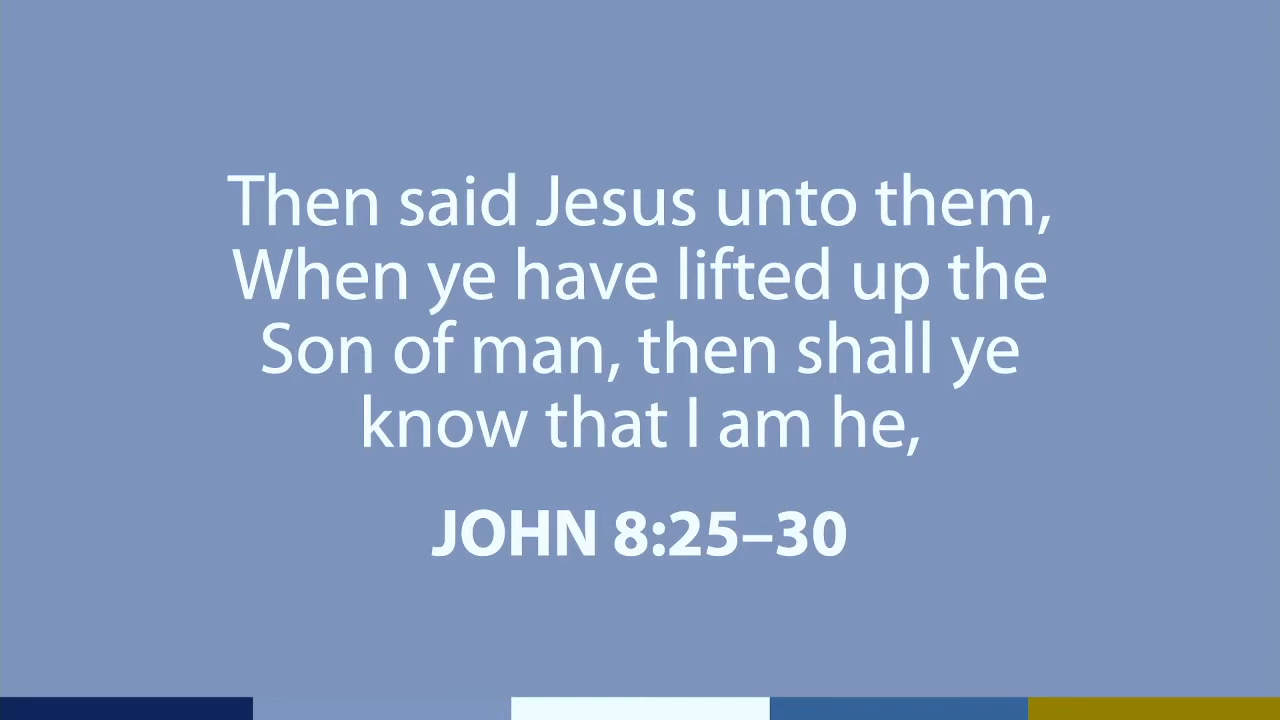 Then said Jesus unto them,
When ye have lifted up the
Son of man, then shall ye
know that I am he,
JOHN 8:25–30